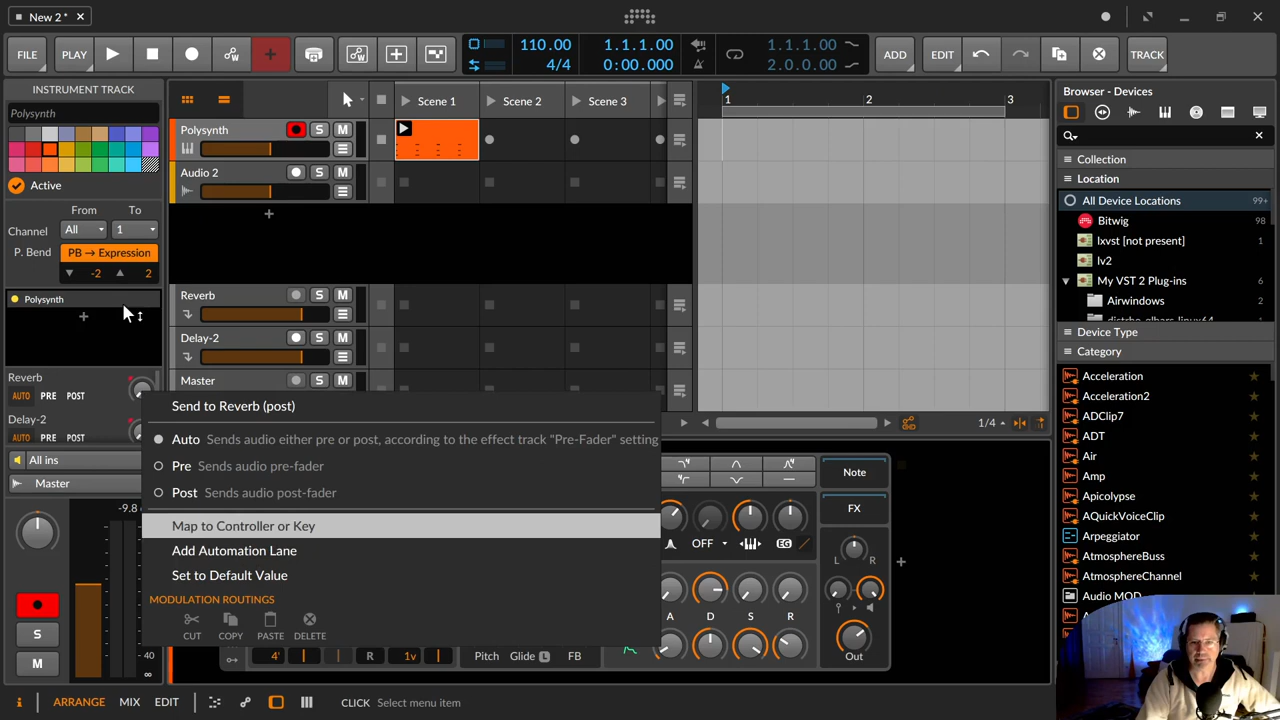 New 2*
FILE
PLAY
110.00
4/4
1.1.1.00
0:00.000
1.1.1.00
2.0.0.00
ADD
EDIT
TRACK
INSTRUMENT TRACK
Polysynth
Active
From To
Channel All 1
P. Bend PB → Expression
-2 2
Polysynth
Reverb
AUTO PRE POST
Delay-2
AUTO PRE POST
All ins
Master
-9.8
S
M
40
00
Scene 1
Scene 2
Scene 3
Polysynth S M
Audio 2 S M
+
Reverb S M
Delay-2 S M
Master S M
1 2 3
1/4
Send to Reverb (post)
Auto Sends audio either pre or post, according to the effect track "Pre-Fader" setting
Pre Sends audio pre-fader
Post Sends audio post-fader
Map to Controller or Key
Add Automation Lane
Set to Default Value
MODULATION ROUTINGS
CUT COPY PASTE DELETE
OFF EG
A D S R
4' R 1v Pitch Glide L FB
Note
FX
L R
Out
Browser - Devices
Collection
Location
All Device Locations 99+
Bitwig 98
lxvst [not present]
lv2
My VST 2 Plug-ins 6
Airwindows 2
distrho-glbars.linux64
Device Type
Category
Acceleration
Acceleration2
ADClip7
ADT
Air
Amp
Apicolypse
AQuickVoiceClip
Arpeggiator
AtmosphereBuss
AtmosphereChannel
Audio MOD
i ARRANGE MIX EDIT
CLICK Select menu item